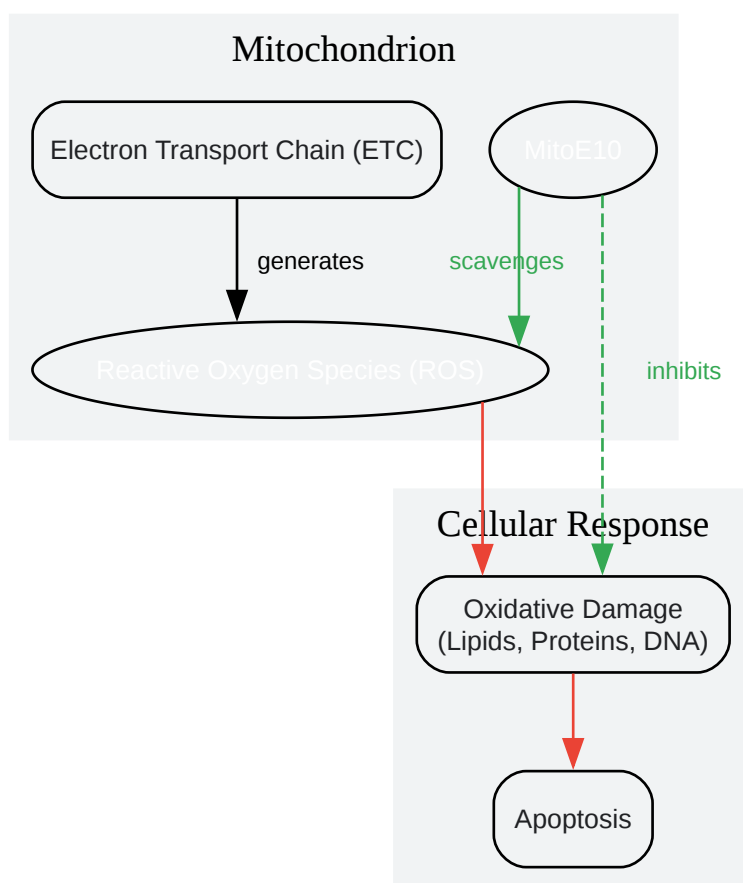 Mitochondrion
Electron Transport Chain (ETC)
MitoE10
generates
scavenges
Reactive Oxygen Species (ROS)
inhibits
Cellular Response
Oxidative Damage
(Lipids, Proteins, DNA)
Apoptosis